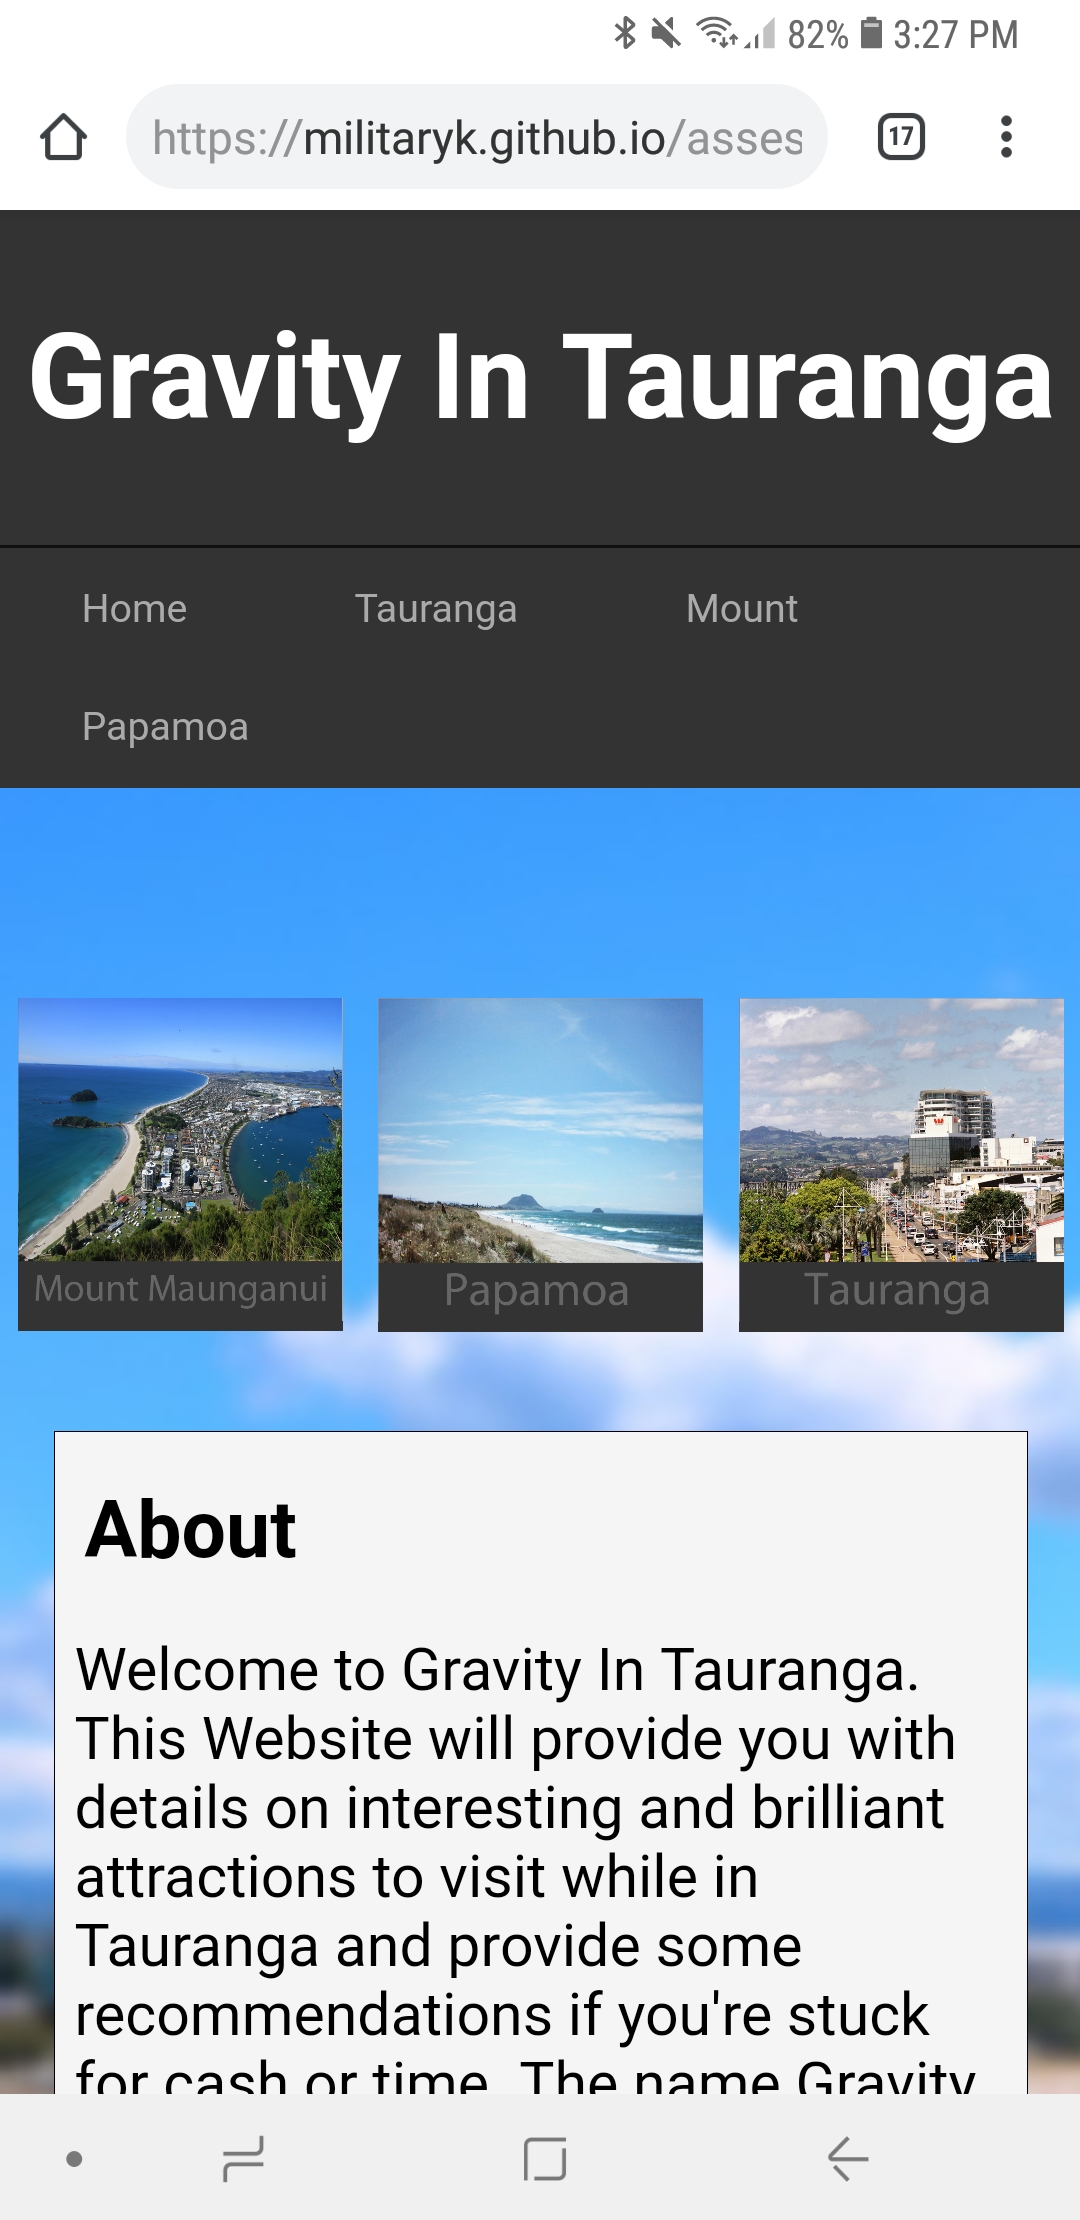 82% 3:27 PM
https://militaryk.github.io/asses
17
Gravity In Tauranga
Home Tauranga Mount
Papamoa
Mount Maunganui
Papamoa
Tauranga
About
Welcome to Gravity In Tauranga.
This Website will provide you with
details on interesting and brilliant
attractions to visit while in
Tauranga and provide some
recommendations if you're stuck
for cash or time. The name Gravity